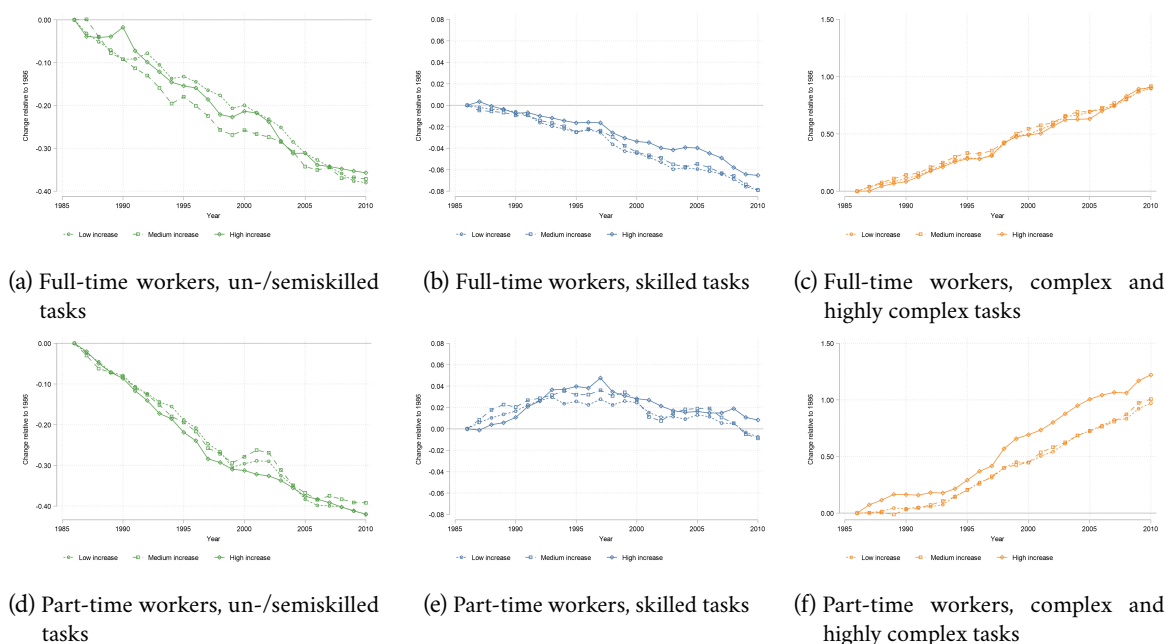 0.00
-0.10
-0.20
-0.30
-0.40
Change relative to 1986
1985 1990 1995 2000 2005 2010
Year
Low increase Medium increase High increase
(a) Full-time workers, un-/semiskilled
tasks
0.08
0.06
0.04
0.02
0.00
-0.02
-0.04
-0.06
-0.08
Change relative to 1986
1985 1990 1995 2000 2005 2010
Year
Low increase Medium increase High increase
(b) Full-time workers, skilled tasks
1.50
1.00
0.50
0.00
Change relative to 1986
1985 1990 1995 2000 2005 2010
Year
Low increase Medium increase High increase
(c) Full-time workers, complex and
highly complex tasks
0.00
-0.10
-0.20
-0.30
-0.40
Change relative to 1986
1985 1990 1995 2000 2005 2010
Year
Low increase Medium increase High increase
(d) Part-time workers, un-/semiskilled
tasks
0.08
0.06
0.04
0.02
0.00
-0.02
-0.04
-0.06
-0.08
Change relative to 1986
1985 1990 1995 2000 2005 2010
Year
Low increase Medium increase High increase
(e) Part-time workers, skilled tasks
1.50
1.00
0.50
0.00
Change relative to 1986
1985 1990 1995 2000 2005 2010
Year
Low increase Medium increase High increase
(f) Part-time workers, complex and
highly complex tasks